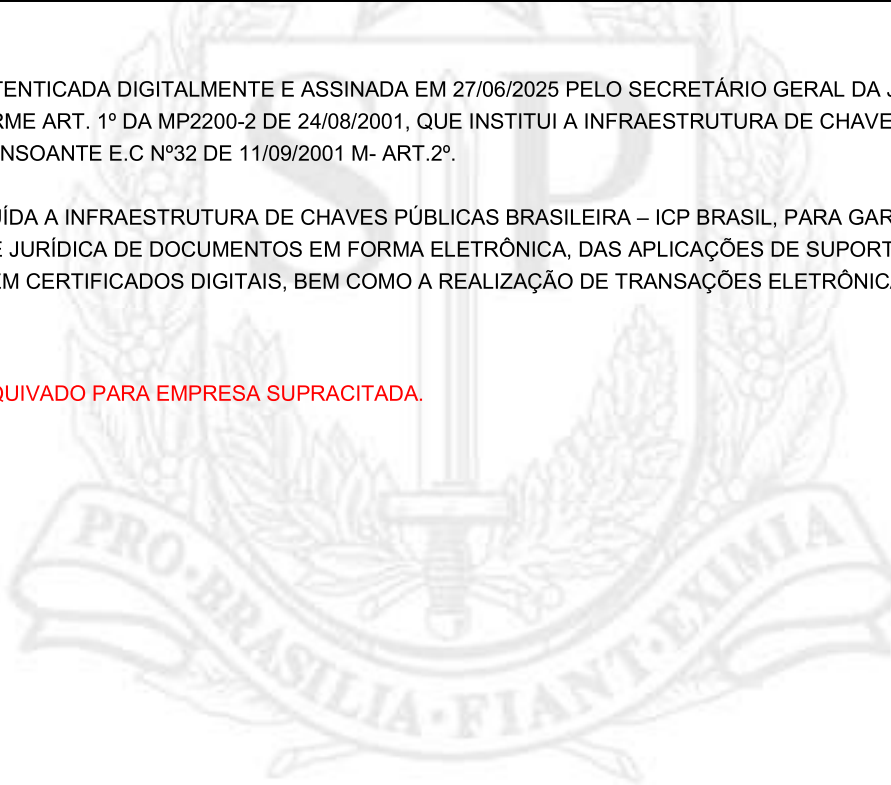 TENTICADA DIGITALMENTE E ASSINADA EM 27/06/2025 PELO SECRETÁRIO GERAL DA J
RME ART. 1º DA MP2200-2 DE 24/08/2001, QUE INSTITUI A INFRAESTRUTURA DE CHAVE
NSOANTE E.C Nº32 DE 11/09/2001 M- ART.2º.
ÍDA A INFRAESTRUTURA DE CHAVES PÚBLICAS BRASILEIRA – ICP BRASIL, PARA GAR
E JURÍDICA DE DOCUMENTOS EM FORMA ELETRÔNICA, DAS APLICAÇÕES DE SUPORT
EM CERTIFICADOS DIGITAIS, BEM COMO A REALIZAÇÃO DE TRANSAÇÕES ELETRÔNICA
QUIVADO PARA EMPRESA SUPRACITADA.
SP
PRO·BRASILIA·FIANT·EXIMIA